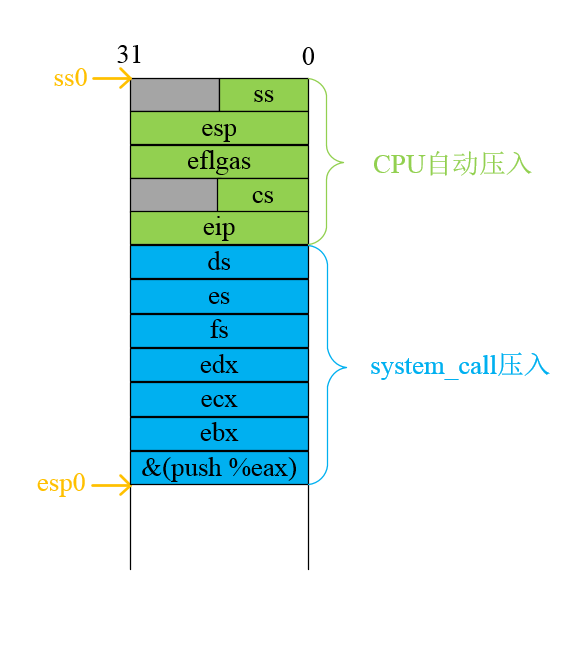 31 0
ss0
ss
esp
eflgas
CPU自动压入
cs
eip
ds
es
fs
edx
system_call压入
ecx
ebx
&(push %eax)
esp0